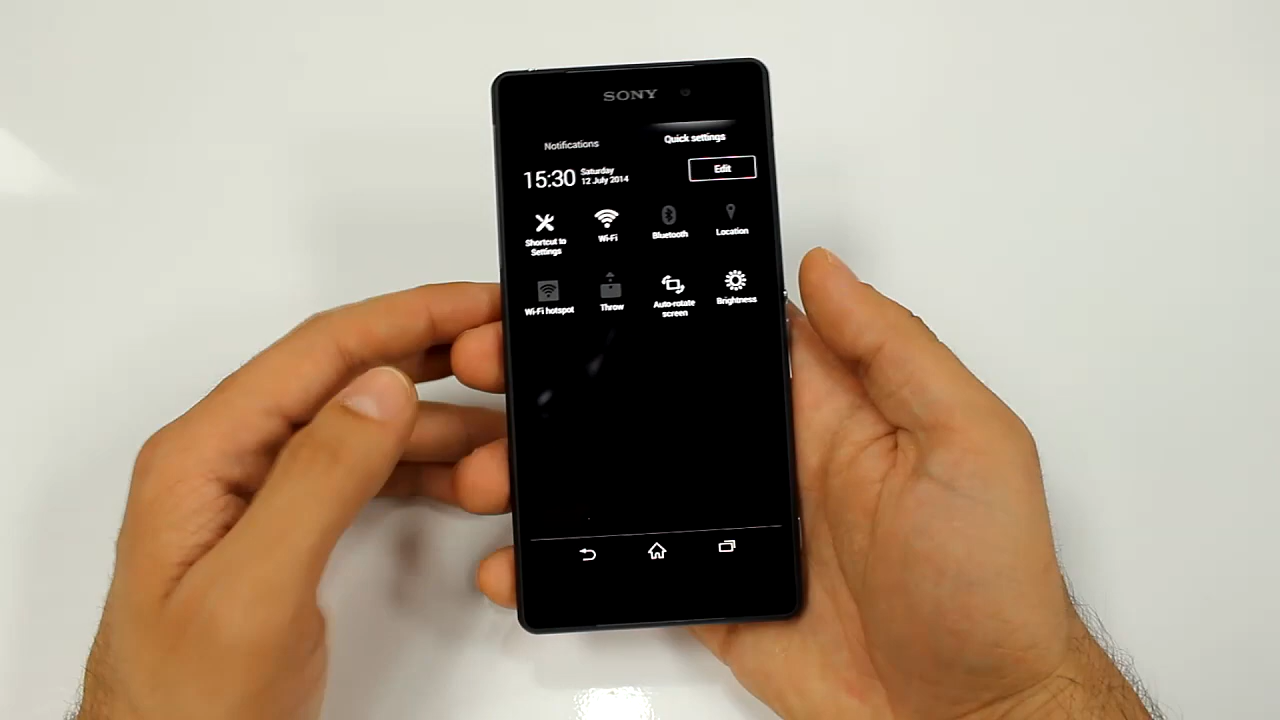 SONY
Notifications
Quick settings
15:30
Saturday
12 July 2014
Edit
Shortcut to
Settings
Wi-Fi
Bluetooth
Location
Wi-Fi hotspot
Throw
Auto-rotate
screen
Brightness